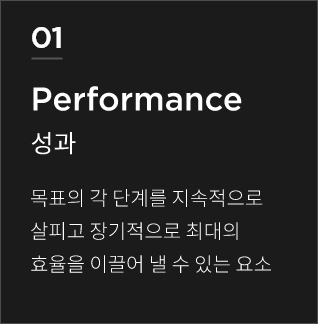 01
Performance
성과
목표의 각 단계를 지속적으로
살피고 장기적으로 최대의
효율을 이끌어 낼 수 있는 요소